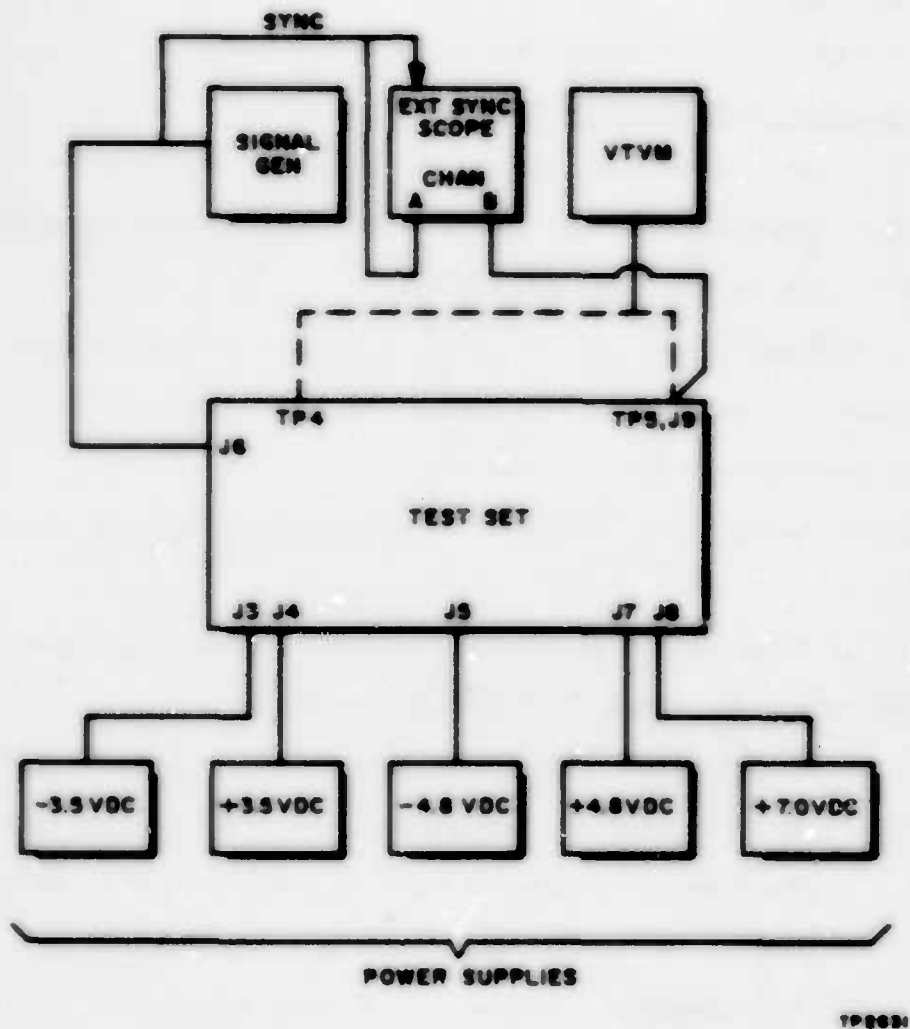 SYNC
SIGNAL
GEN
EXT SYNC
SCOPE
CHAN
A B
VTVM
TP4
TP5, J9
J6
TEST SET
J3 J4
J5
J7 J8
-3.5 VDC
+3.5 VDC
-4.8 VDC
+4.8 VDC
+7.0 VDC
POWER SUPPLIES